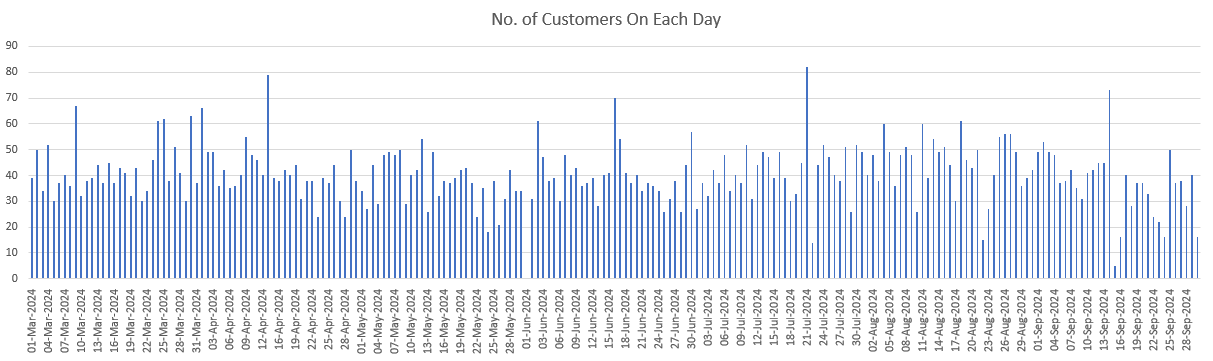 No. of Customers On Each Day
90
80
70
60
50
40
30
20
10
0
01-Mar-2024
04-Mar-2024
07-Mar-2024
10-Mar-2024
13-Mar-2024
16-Mar-2024
19-Mar-2024
22-Mar-2024
25-Mar-2024
28-Mar-2024
31-Mar-2024
03-Apr-2024
06-Apr-2024
09-Apr-2024
12-Apr-2024
16-Apr-2024
19-Apr-2024
22-Apr-2024
25-Apr-2024
28-Apr-2024
01-May-2024
04-May-2024
07-May-2024
10-May-2024
13-May-2024
16-May-2024
19-May-2024
22-May-2024
25-May-2024
28-May-2024
01-Jun-2024
03-Jun-2024
06-Jun-2024
09-Jun-2024
12-Jun-2024
15-Jun-2024
18-Jun-2024
21-Jun-2024
24-Jun-2024
27-Jun-2024
30-Jun-2024
03-Jul-2024
06-Jul-2024
09-Jul-2024
12-Jul-2024
15-Jul-2024
18-Jul-2024
21-Jul-2024
24-Jul-2024
27-Jul-2024
30-Jul-2024
02-Aug-2024
05-Aug-2024
08-Aug-2024
11-Aug-2024
14-Aug-2024
17-Aug-2024
20-Aug-2024
23-Aug-2024
26-Aug-2024
29-Aug-2024
01-Sep-2024
04-Sep-2024
07-Sep-2024
10-Sep-2024
13-Sep-2024
16-Sep-2024
19-Sep-2024
22-Sep-2024
25-Sep-2024
28-Sep-2024